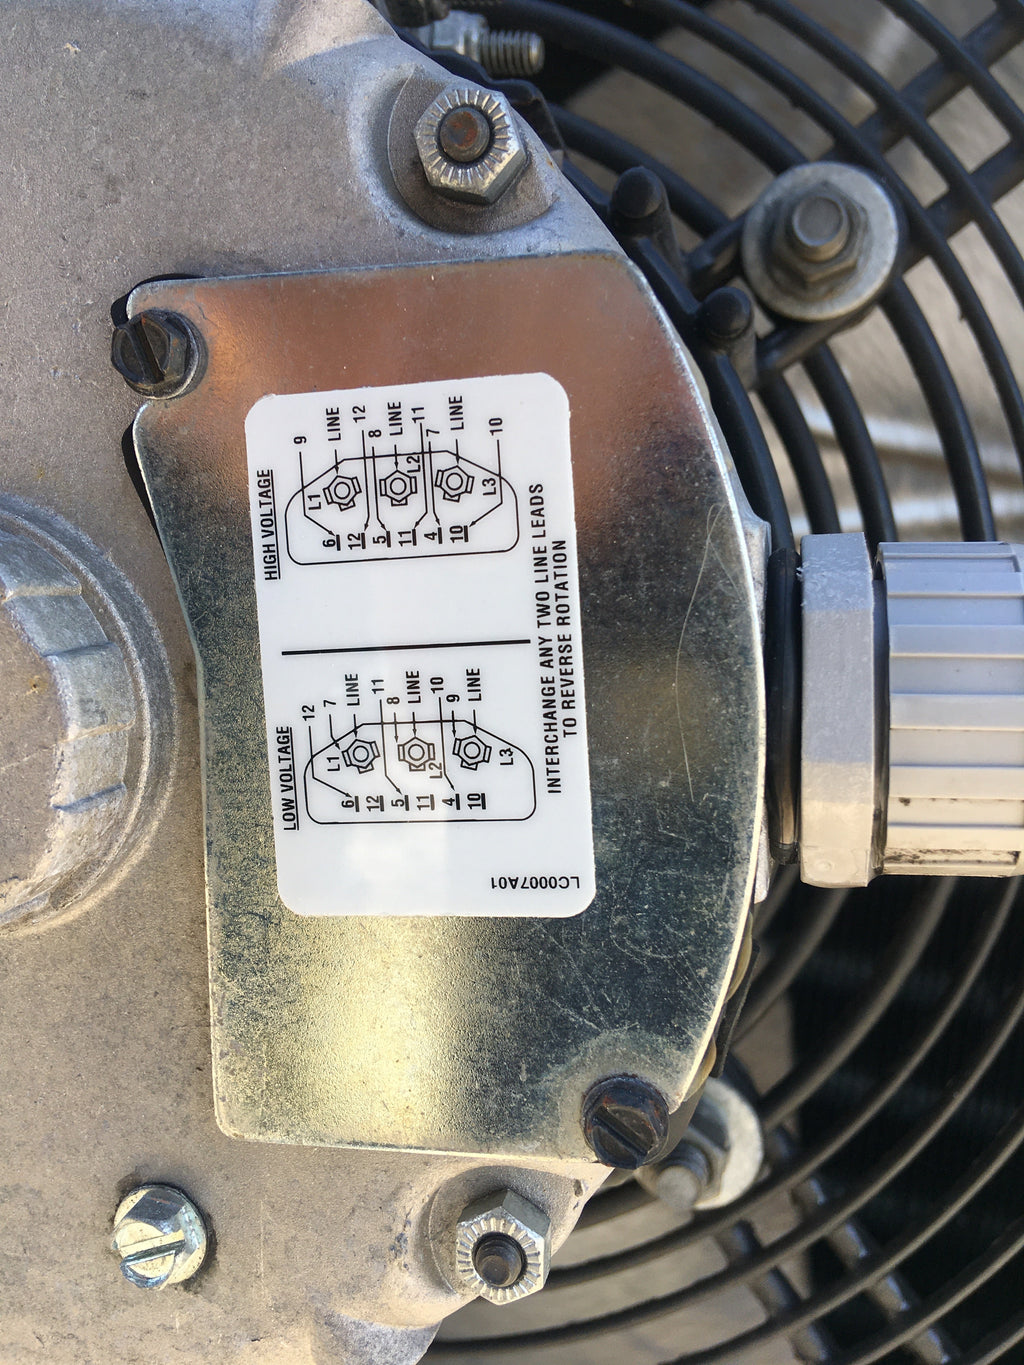 LOW VOLTAGE
12
L1 7
6 LINE
12 11
5 8
LINE
11
L2 10
4 9
10 LINE
L3
HIGH VOLTAGE
9
L1
6 LINE
12 12
5 8
LINE
11
L2 11
4 7
10 LINE
L3 10
INTERCHANGE ANY TWO LINE LEADS
TO REVERSE ROTATION
LC0007A01